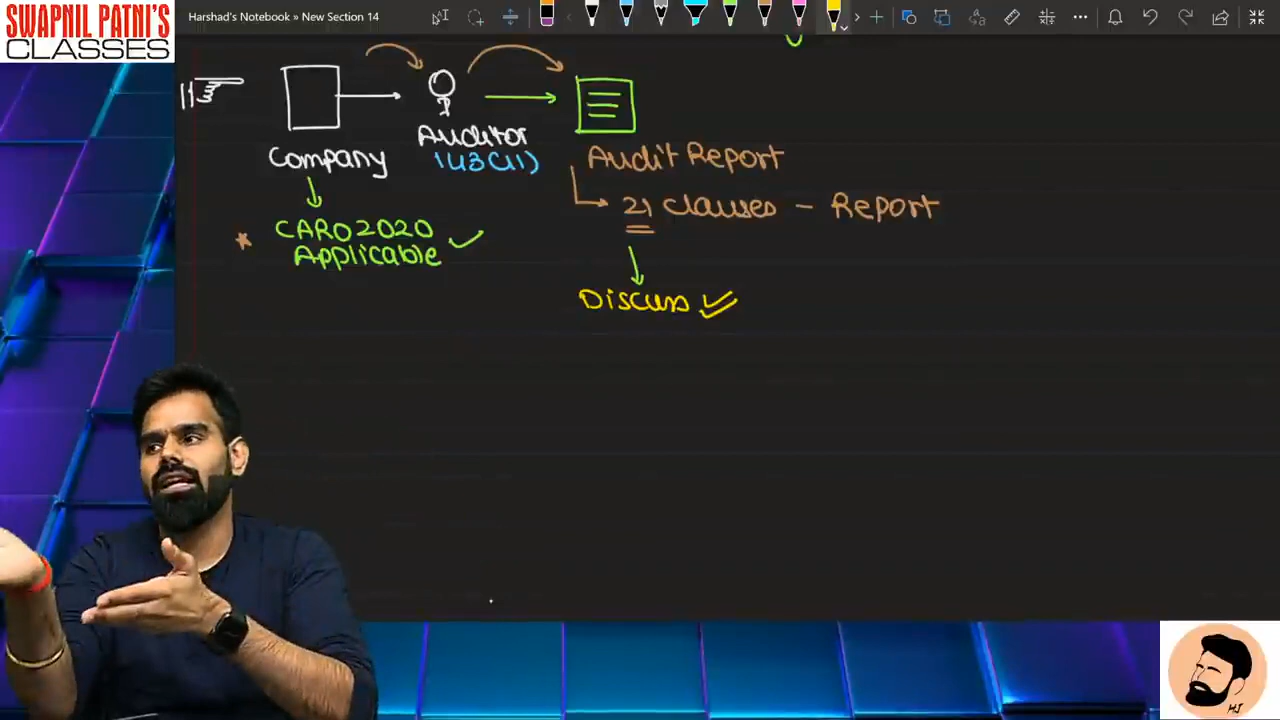 SWAPNIL PATNI'S
CLASSES
Harshad's Notebook » New Section 14
Company
Auditor
143(11)
Audit Report
21 clauses - Report
* CARO 2020
Applicable
Discuss
HJ